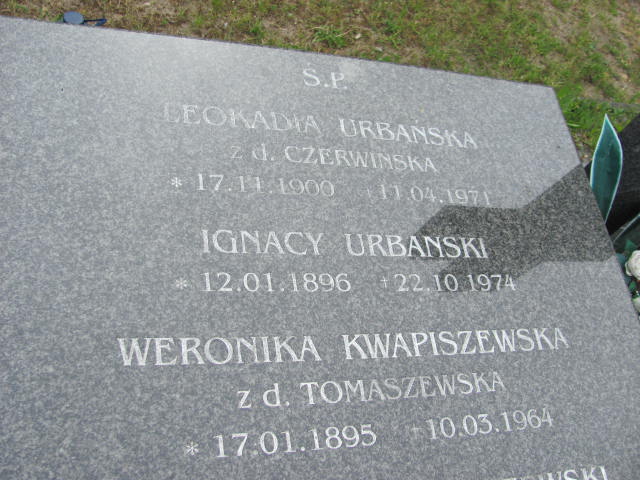 Ś.P.
LEOKADIA URBAŃSKA
z d. CZERWIŃSKA
* 17.11.1900 +11.04.1971
IGNACY URBAŃSKI
* 12.01.1896 +22.10.1974
WERONIKA KWAPISZEWSKA
z d. TOMASZEWSKA
* 17.01.1895 +10.03.1964